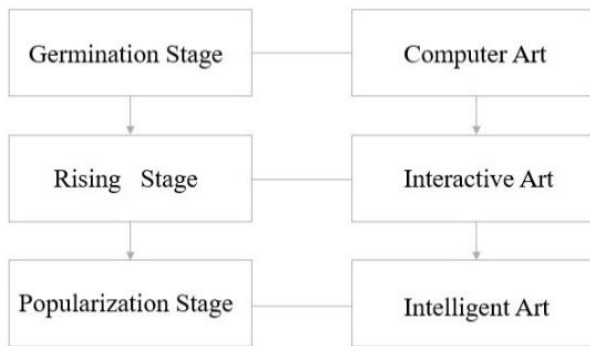 Germination Stage
Computer Art
Rising Stage
Interactive Art
Popularization Stage
Intelligent Art